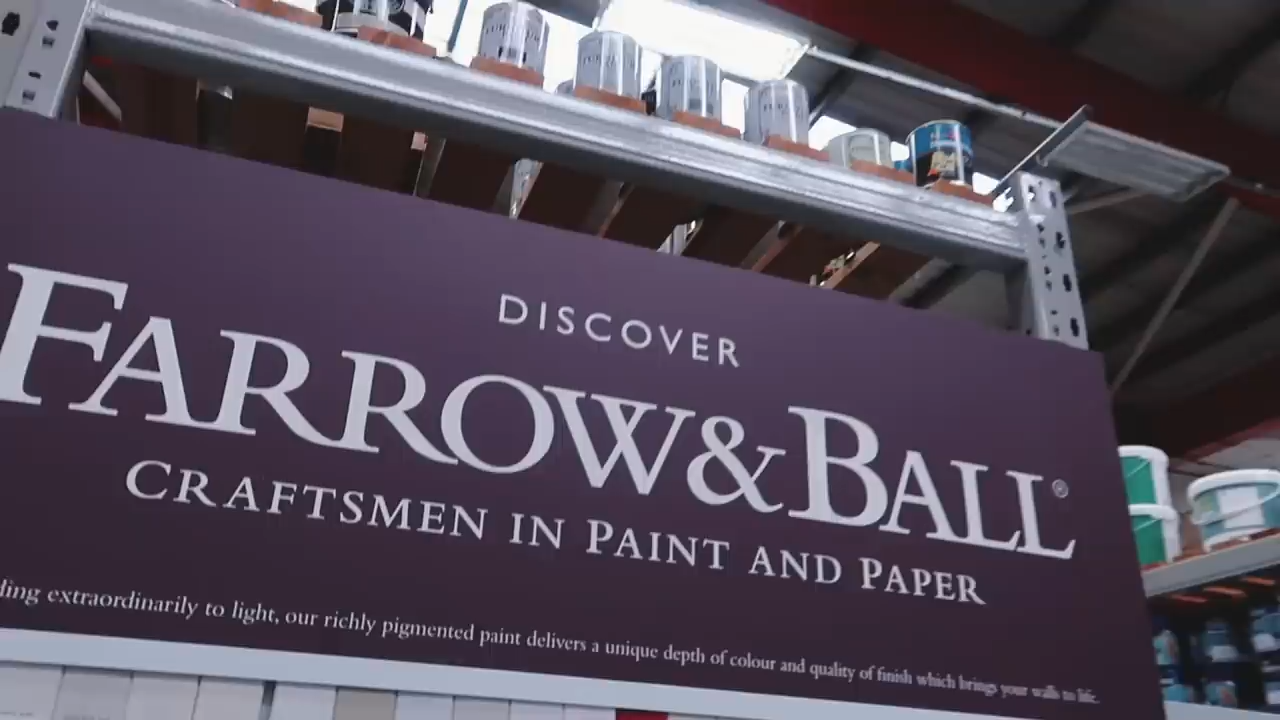 DISCOVER
FARROW&BALL®
CRAFTSMEN IN PAINT AND PAPER
extraordinarily to light, our richly pigmented paint delivers a unique depth of colour and quality of finish which brings your walls to life.